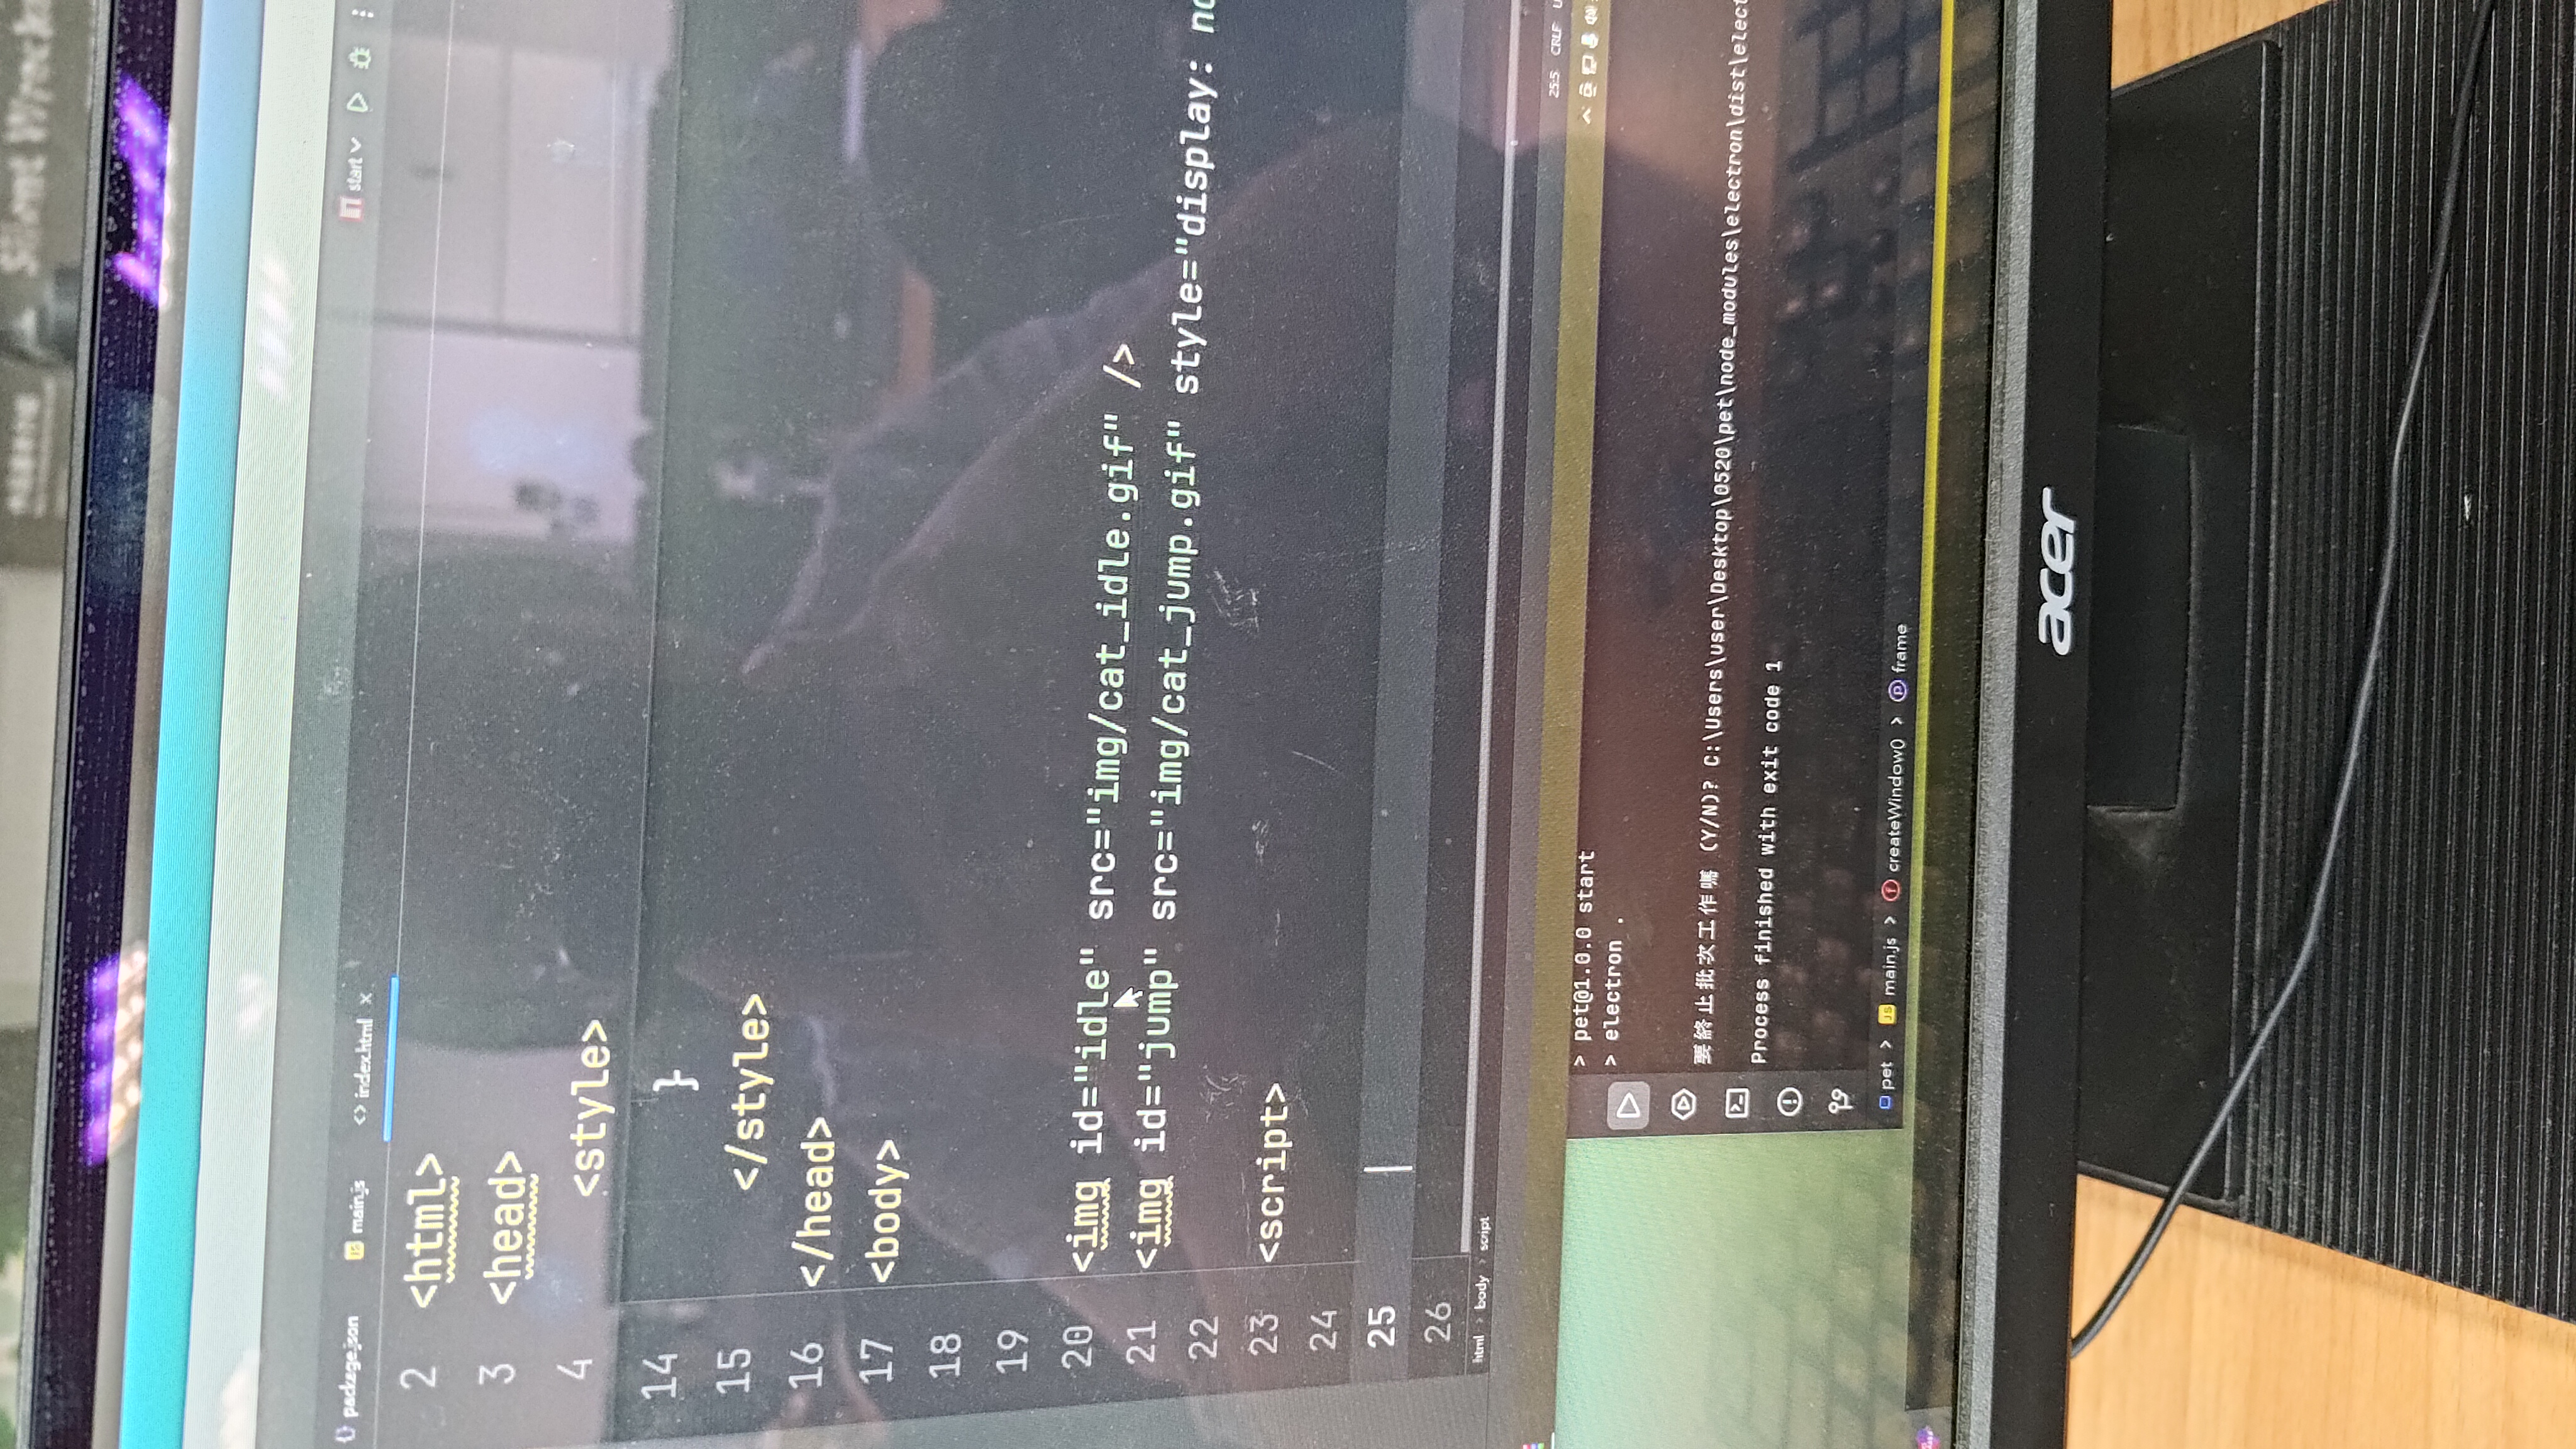 Silent
package.json main.js <> index.html × start
2 <html>
3 <head>
4 <style>
14 }
15 </style>
16 </head>
17 <body>
18
19
20 <img id="idle" src="img/cat_idle.gif" />
21 <img id="jump" src="img/cat_jump.gif" style="display:
22
23 <script>
24
25
26
html > body > script
25:5 CRLF
> pet@1.0.0 start
> electron .
要終止批次工作嗎 (Y/N)? C:\Users\user\Desktop\0520\pet\node_modules\electron\dist\elect
Process finished with exit code 1
pet > JS main.js > f createWindow() > p frame
acer